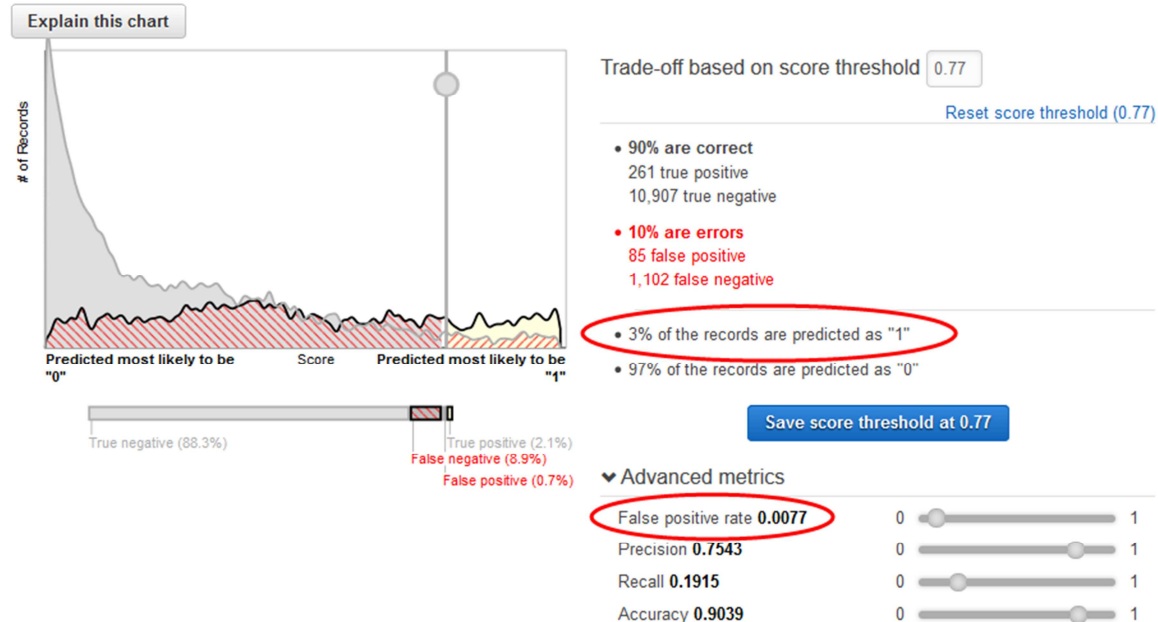 Explain this chart
# of Records
Predicted most likely to be "0"
Score
Predicted most likely to be "1"
True negative (88.3%)
True positive (2.1%)
False negative (8.9%)
False positive (0.7%)
Trade-off based on score threshold 0.77
Reset score threshold (0.77)
• 90% are correct
261 true positive
10,907 true negative
• 10% are errors
85 false positive
1,102 false negative
• 3% of the records are predicted as "1"
• 97% of the records are predicted as "0"
Save score threshold at 0.77
Advanced metrics
False positive rate 0.0077 0 1
Precision 0.7543 0 1
Recall 0.1915 0 1
Accuracy 0.9039 0 1